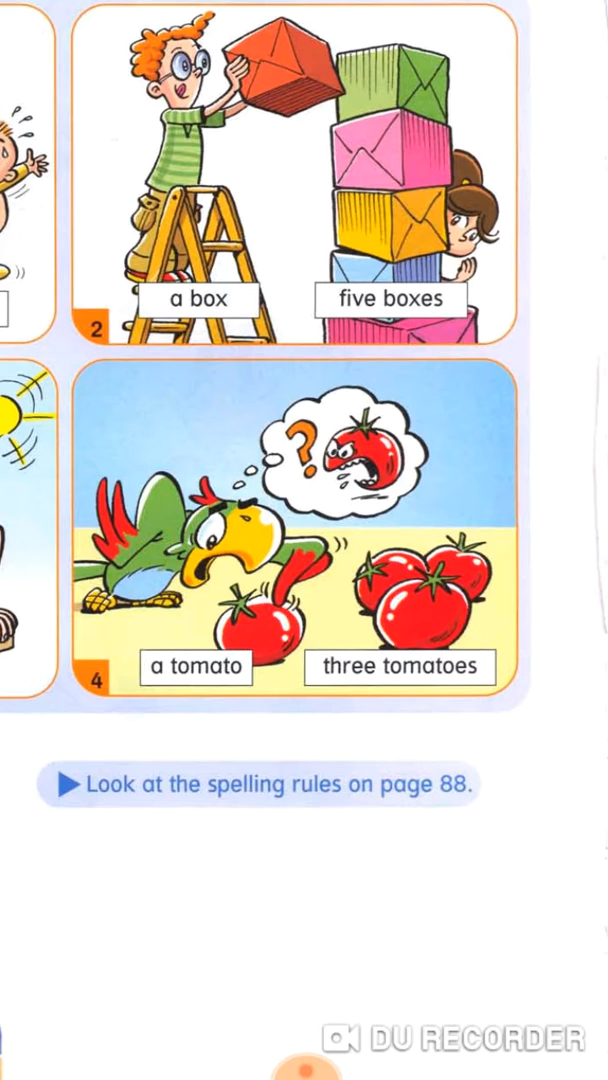 a box
five boxes
2
?
a tomato
three tomatoes
4
Look at the spelling rules on page 88.
DU RECORDER